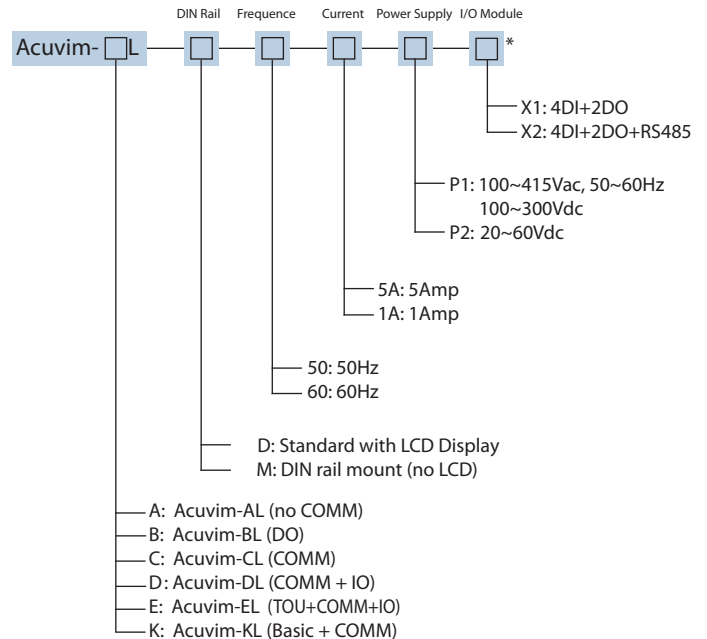 DIN Rail Frequence Current Power Supply I/O Module
Acuvim- L *
X1: 4DI+2DO
X2: 4DI+2DO+RS485
P1: 100~415Vac, 50~60Hz
100~300Vdc
P2: 20~60Vdc
5A: 5Amp
1A: 1Amp
50: 50Hz
60: 60Hz
D: Standard with LCD Display
M: DIN rail mount (no LCD)
A: Acuvim-AL (no COMM)
B: Acuvim-BL (DO)
C: Acuvim-CL (COMM)
D: Acuvim-DL (COMM + IO)
E: Acuvim-EL (TOU+COMM+IO)
K: Acuvim-KL (Basic + COMM)